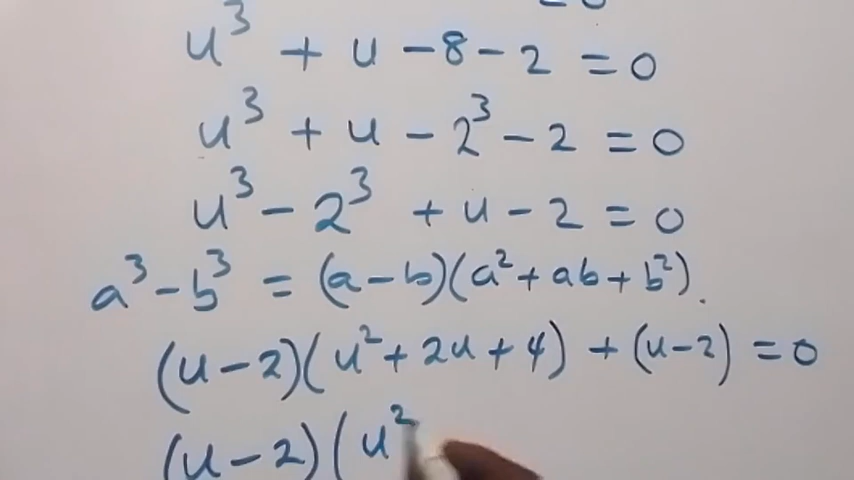 u³ + u - 8 - 2 = 0
u³ + u - 2³ - 2 = 0
u³ - 2³ + u - 2 = 0
a³ - b³ = (a - b)(a² + ab + b²).
(u - 2)(u² + 2u + 4) + (u - 2) = 0
(u - 2)(u²